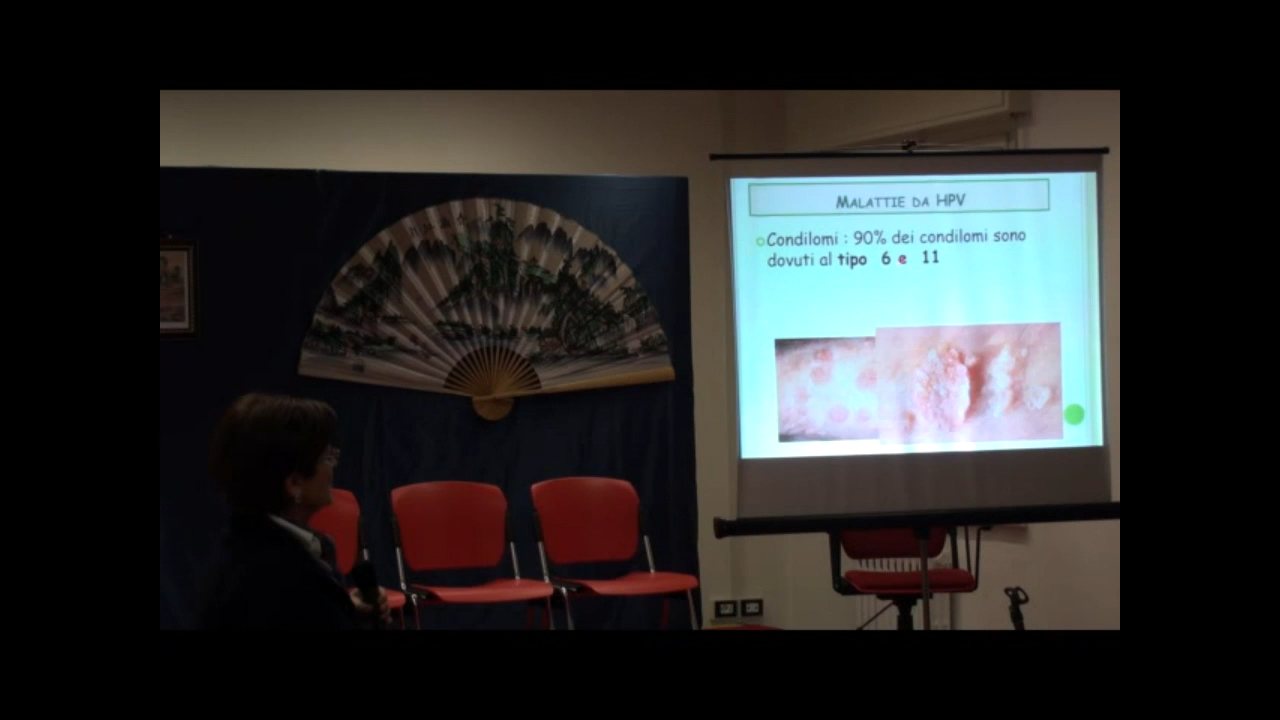 MALATTIE DA HPV
Condilomi : 90% dei condilomi sono
dovuti al tipo 6 e 11